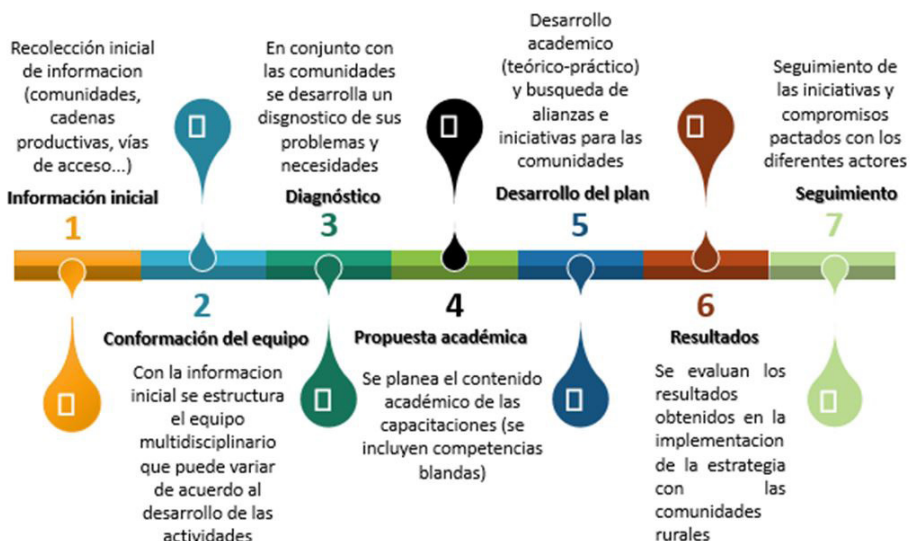 Recolección inicial
de informacion
(comunidades,
cadenas
productivas, vías
de acceso...)
Información inicial
1
2
Conformación del equipo
Con la informacion
inicial se estructura
el equipo
multidisciplinario
que puede variar
de acuerdo al
desarrollo de las
actividades
En conjunto con
las comunidades
se desarrolla un
disgnostico de sus
problemas y
necesidades
Diagnóstico
3
4
Propuesta académica
Se planea el contenido
académico de las
capacitaciones (se
incluyen competencias
blandas)
Desarrollo
academico
(teórico-práctico)
y busqueda de
alianzas e
iniciativas para las
comunidades
Desarrollo del plan
5
6
Resultados
Se evaluan los
resultados
obtenidos en la
implementacion
de la estrategia
con las
comunidades
rurales
Seguimiento de
las iniciativas y
compromisos
pactados con los
diferentes actores
Seguimiento
7